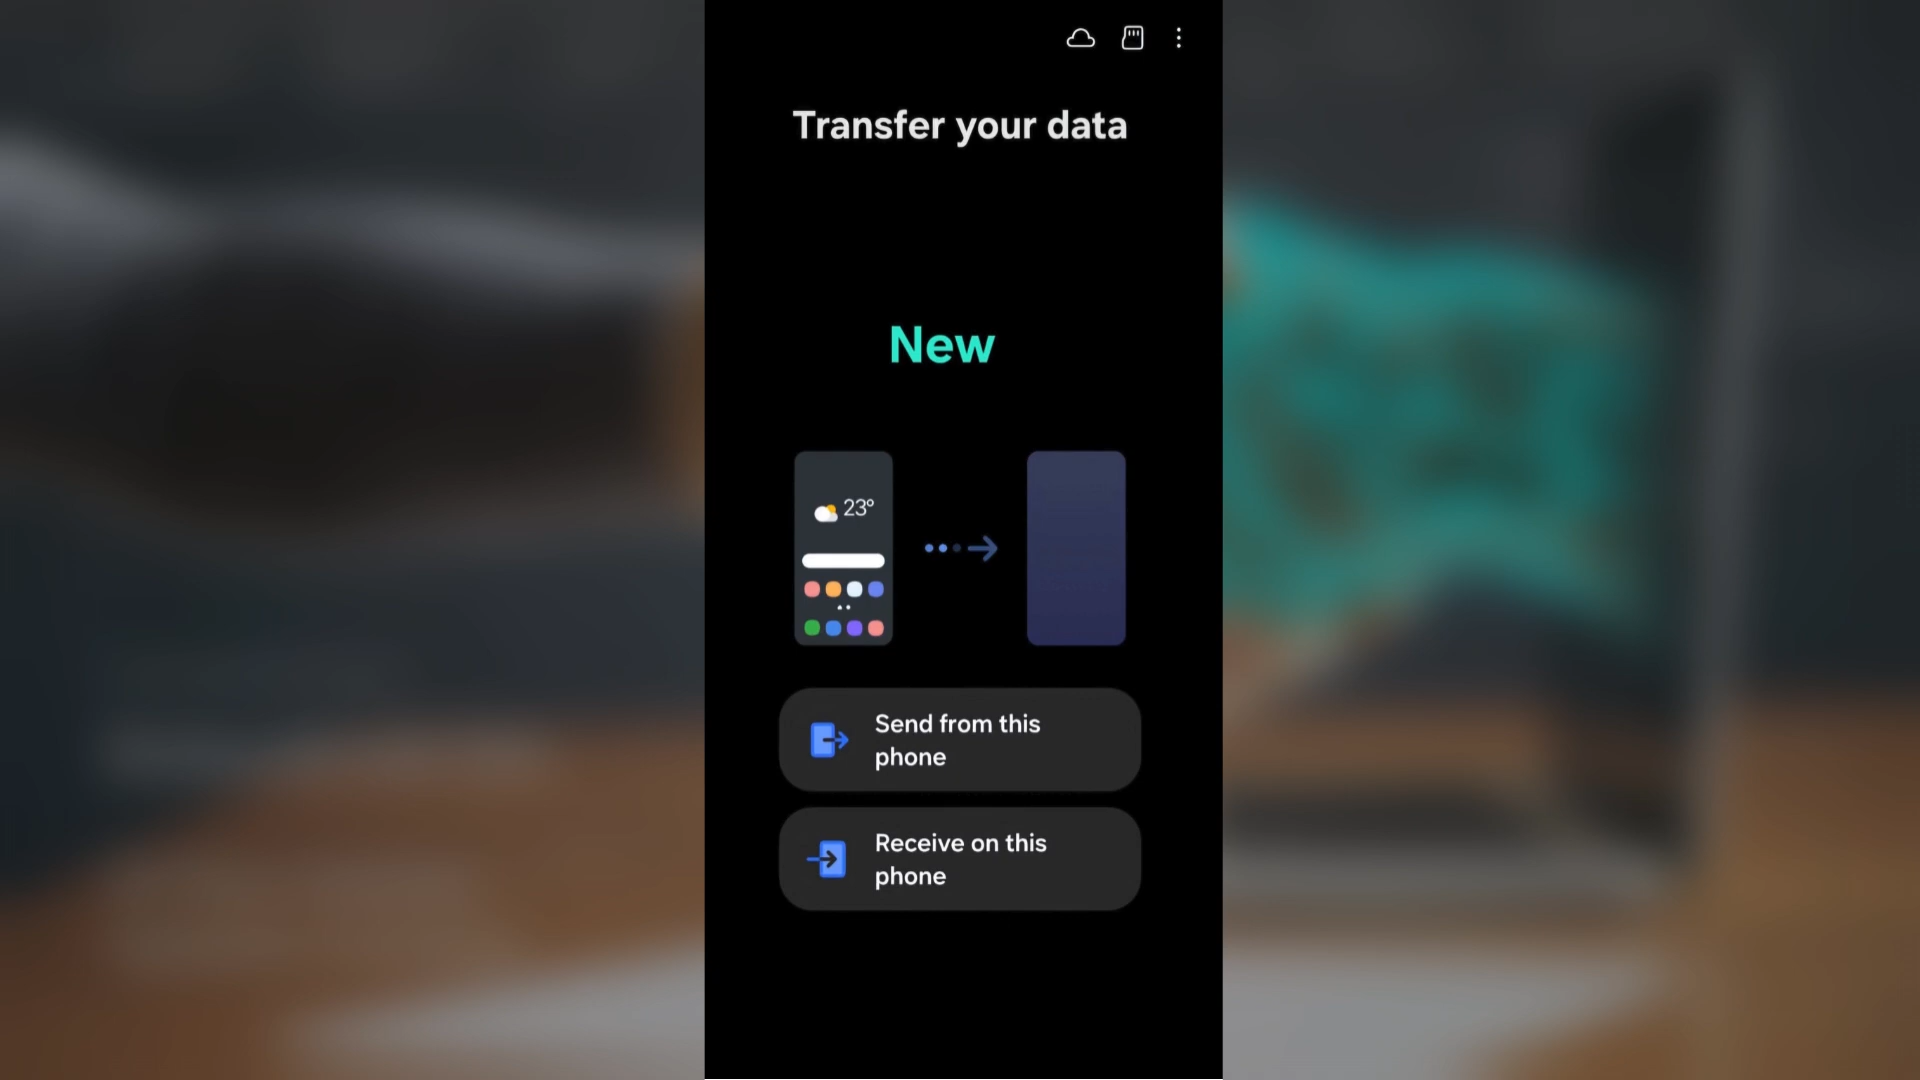 Transfer your data
New
23°
Send from this
phone
Receive on this
phone